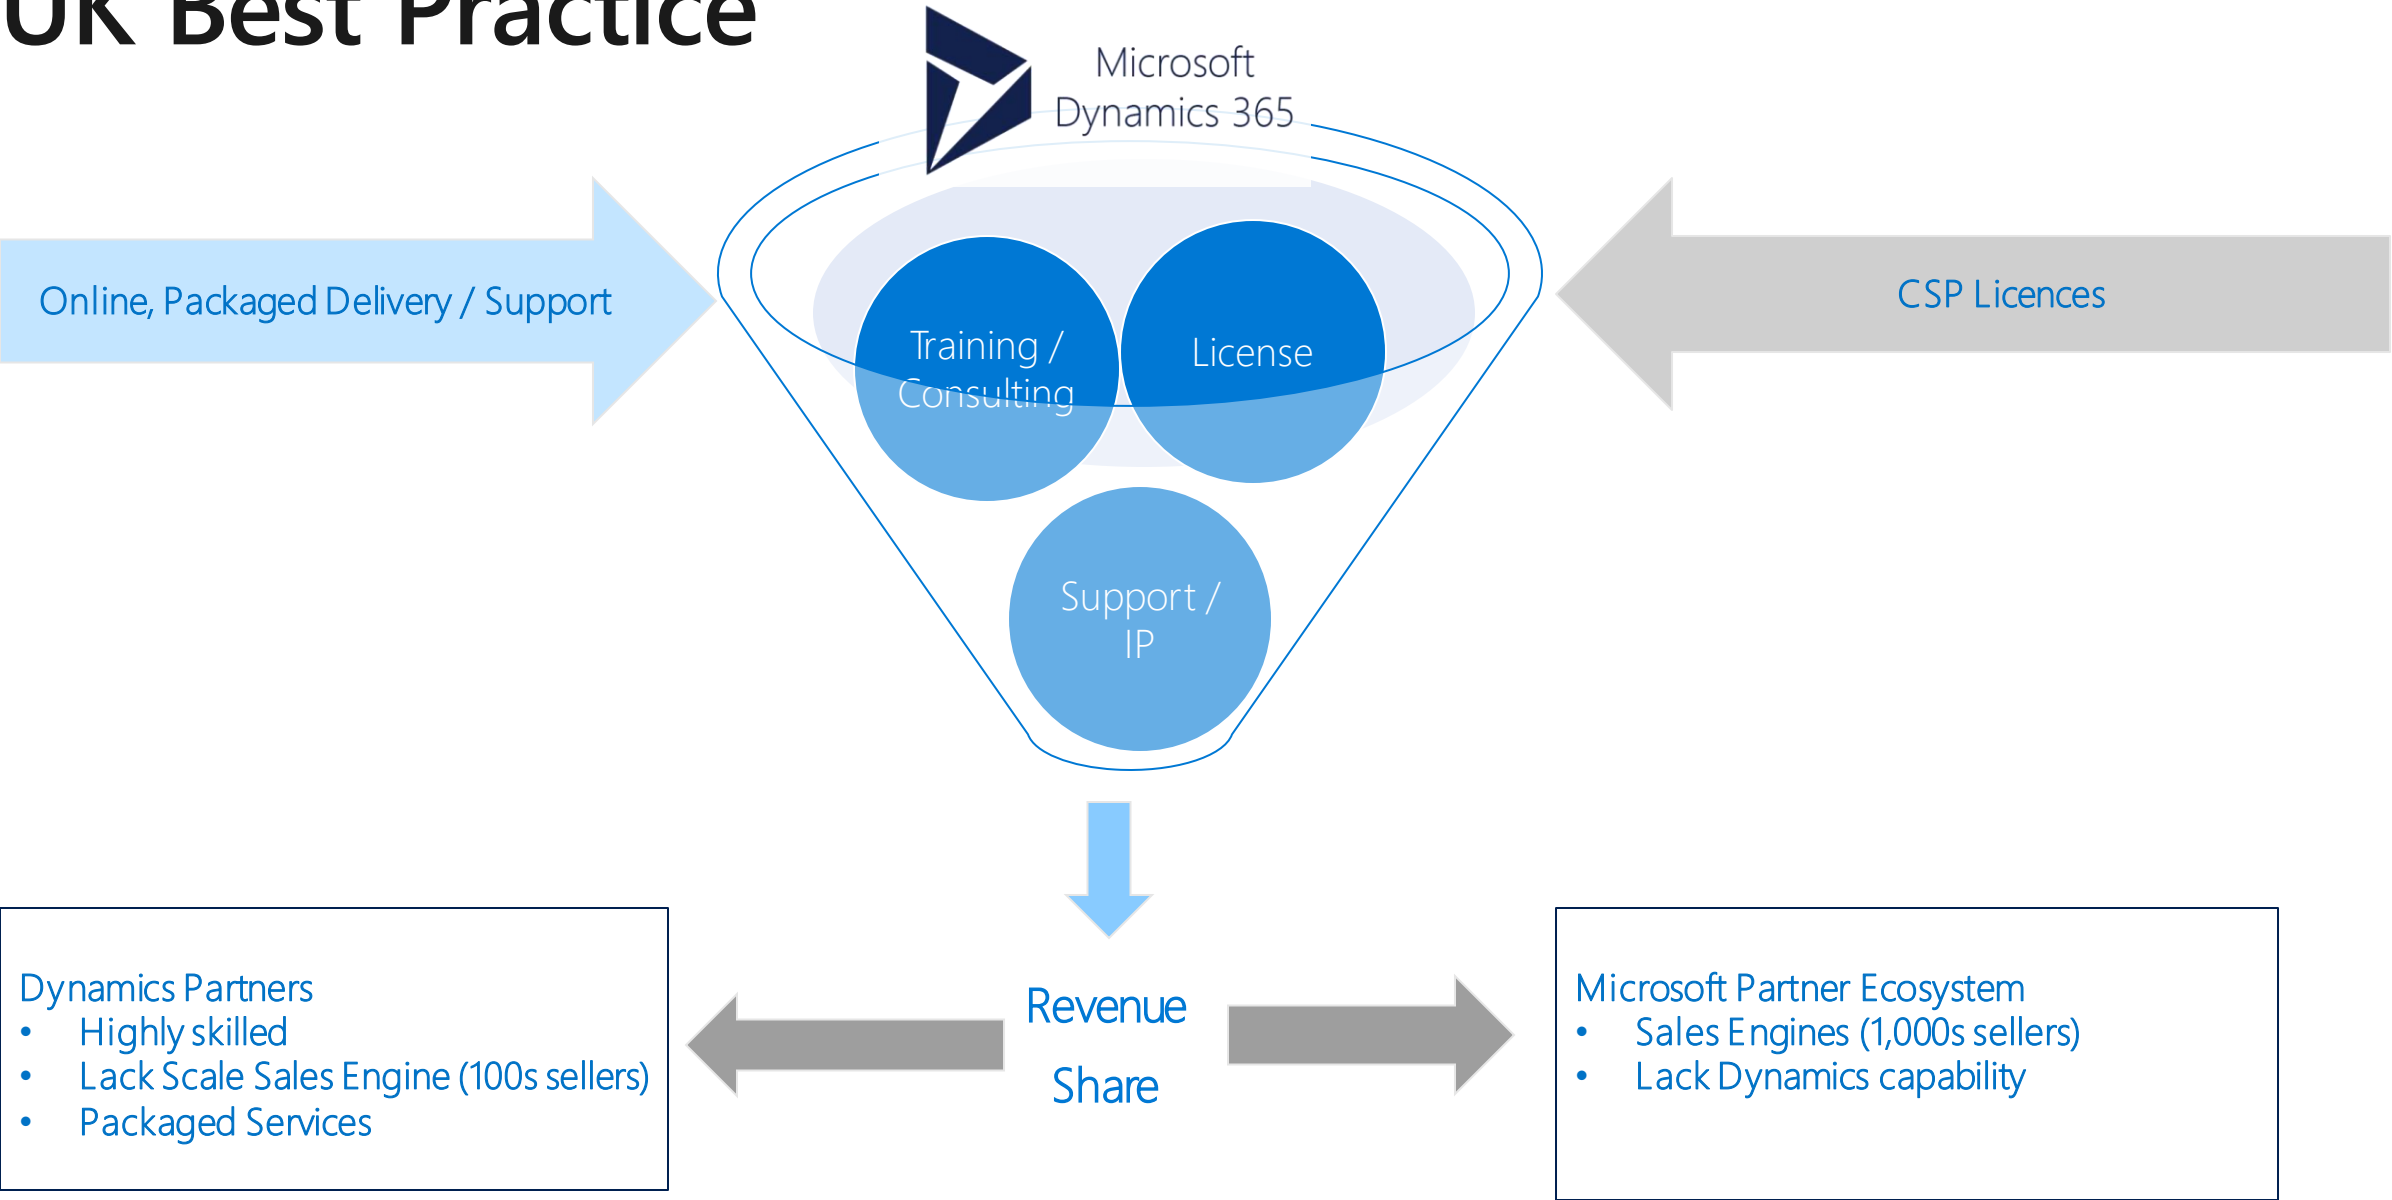 UK Best Practice
Microsoft
Dynamics 365
Online, Packaged Delivery / Support
CSP Licences
Training /
Consulting
License
Support /
IP
Revenue
Share
Dynamics Partners
• Highly skilled
• Lack Scale Sales Engine (100s sellers)
• Packaged Services
Microsoft Partner Ecosystem
• Sales Engines (1,000s sellers)
• Lack Dynamics capability